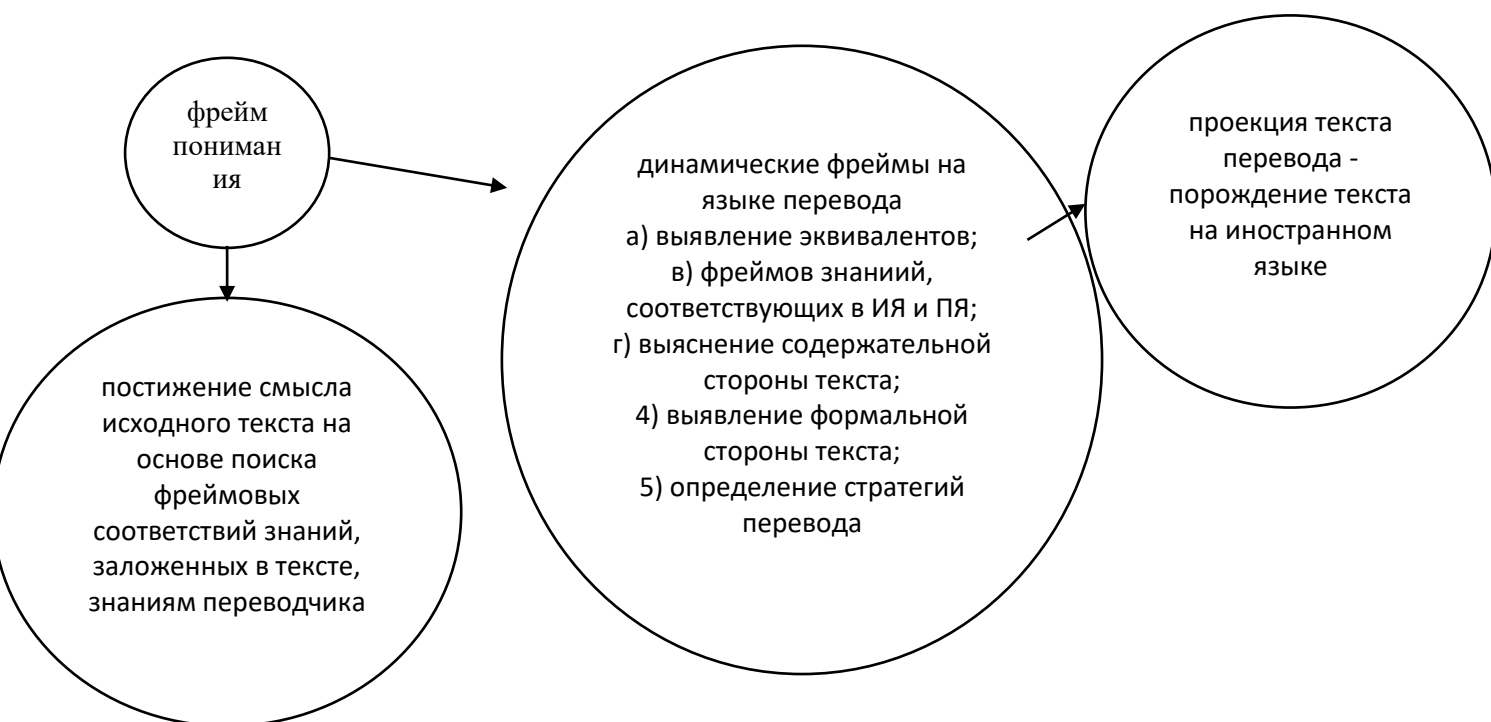 фрейм
пониман
ия
постижение смысла
исходного текста на
основе поиска
фреймовых
соответствий знаний,
заложенных в тексте,
знаниям переводчика
динамические фреймы на
языке перевода
а) выявление эквивалентов;
в) фреймов знаниий,
соответствующих в ИЯ и ПЯ;
г) выяснение содержательной
стороны текста;
4) выявление формальной
стороны текста;
5) определение стратегий
перевода
проекция текста
перевода -
порождение текста
на иностранном
языке